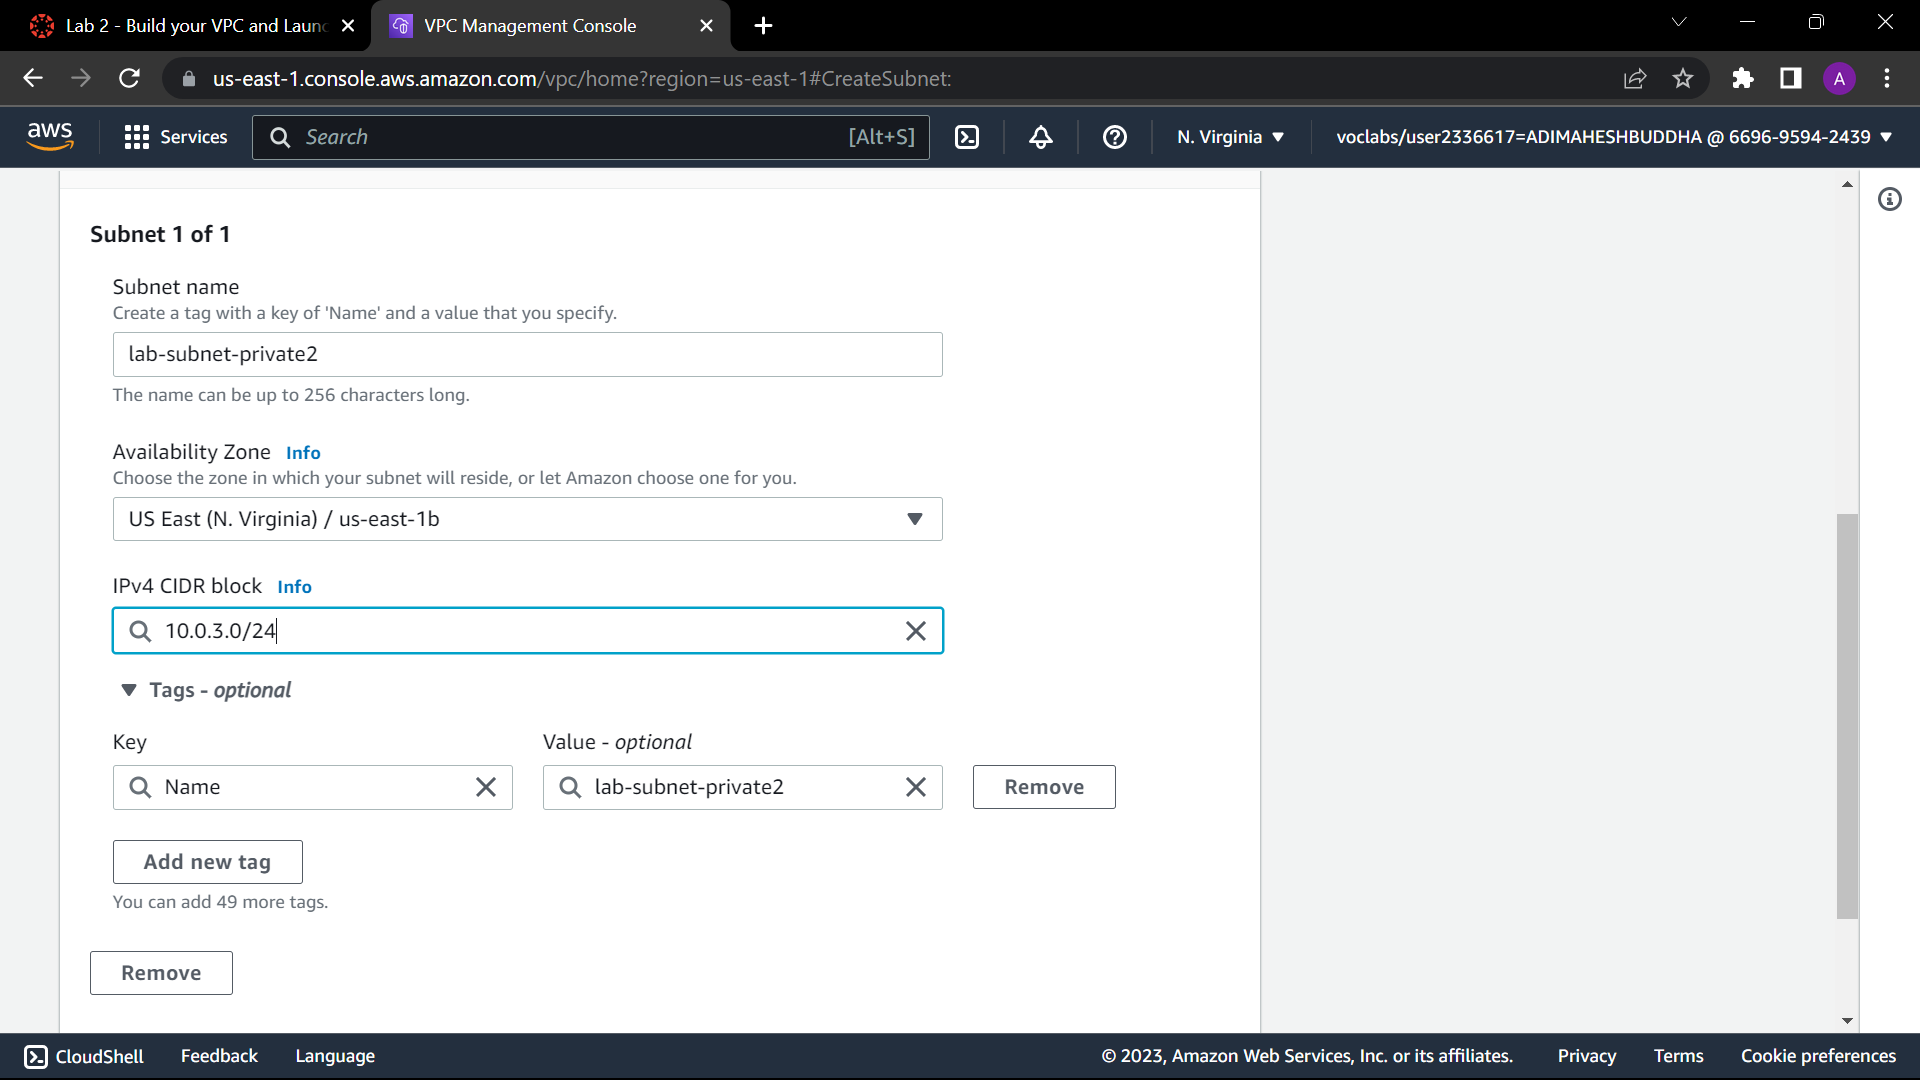 Lab 2 - Build your VPC and Laun
VPC Management Console
us-east-1.console.aws.amazon.com/vpc/home?region=us-east-1#CreateSubnet:
A
aws
Services
Search
[Alt+S]
N. Virginia
voclabs/user2336617=ADIMAHESHBUDDHA @ 6696-9594-2439
Subnet 1 of 1
Subnet name
Create a tag with a key of 'Name' and a value that you specify.
lab-subnet-private2
The name can be up to 256 characters long.
Availability Zone Info
Choose the zone in which your subnet will reside, or let Amazon choose one for you.
US East (N. Virginia) / us-east-1b
IPv4 CIDR block Info
10.0.3.0/24
Tags - optional
Key
Value - optional
Name
lab-subnet-private2
Remove
Add new tag
You can add 49 more tags.
Remove
CloudShell
Feedback
Language
© 2023, Amazon Web Services, Inc. or its affiliates.
Privacy
Terms
Cookie preferences